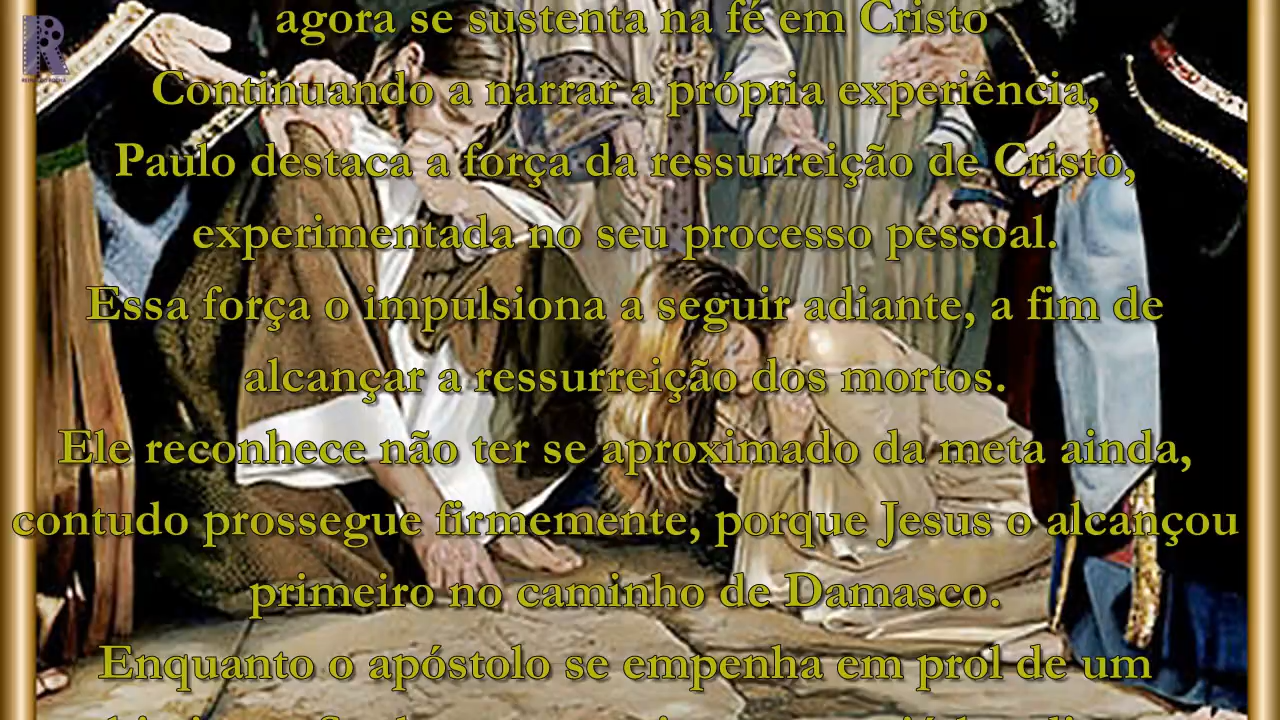 agora se sustenta na fé em Cristo
Continuando a narrar a própria experiência,
Paulo destaca a força da ressurreição de Cristo,
experimentada no seu processo pessoal.
Essa força o impulsiona a seguir adiante, a fim de
alcançar a ressurreição dos mortos.
Ele reconhece não ter se aproximado da meta ainda,
contudo prossegue firmemente, porque Jesus o alcançou
primeiro no caminho de Damasco.
Enquanto o apóstolo se empenha em prol de um